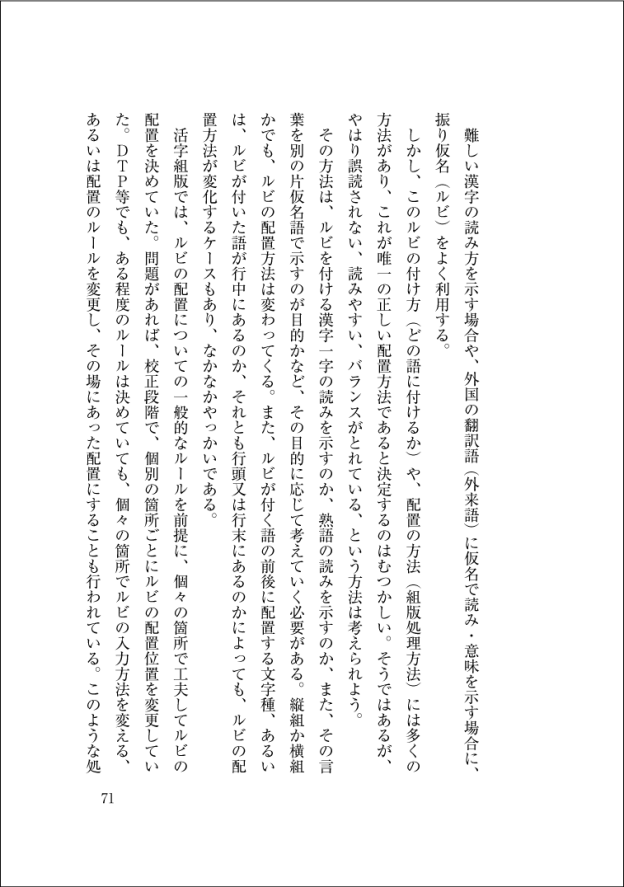 難しい漢字の読み方を示す場合や、外国の翻訳語（外来語）に仮名で読み・意味を示す場合に、
振り仮名（ルビ）をよく利用する。
　しかし、このルビの付け方（どの語に付けるか）や、配置の方法（組版処理方法）には多くの
方法があり、これが唯一の正しい配置方法であると決定するのはむつかしい。そうではあるが、
やはり誤読されない、読みやすい、バランスがとれている、という方法は考えられよう。
　その方法は、ルビを付ける漢字一字の読みを示すのか、熟語の読みを示すのか、また、その言
葉を別の片仮名語で示すのが目的かなど、その目的に応じて考えていく必要がある。縦組か横組
かでも、ルビの配置方法は変わってくる。また、ルビが付く語の前後に配置する文字種、あるい
は、ルビが付いた語が行中にあるのか、それとも行頭又は行末にあるのかによっても、ルビの配
置方法が変化するケースもあり、なかなかやっかいである。
　活字組版では、ルビの配置についての一般的なルールを前提に、個々の箇所で工夫してルビの
配置を決めていた。問題があれば、校正段階で、個別の箇所ごとにルビの配置位置を変更してい
た。ＤＴＰ等でも、ある程度のルールは決めていても、個々の箇所でルビの入力方法を変える、
あるいは配置のルールを変更し、その場にあった配置にすることも行われている。このような処
71